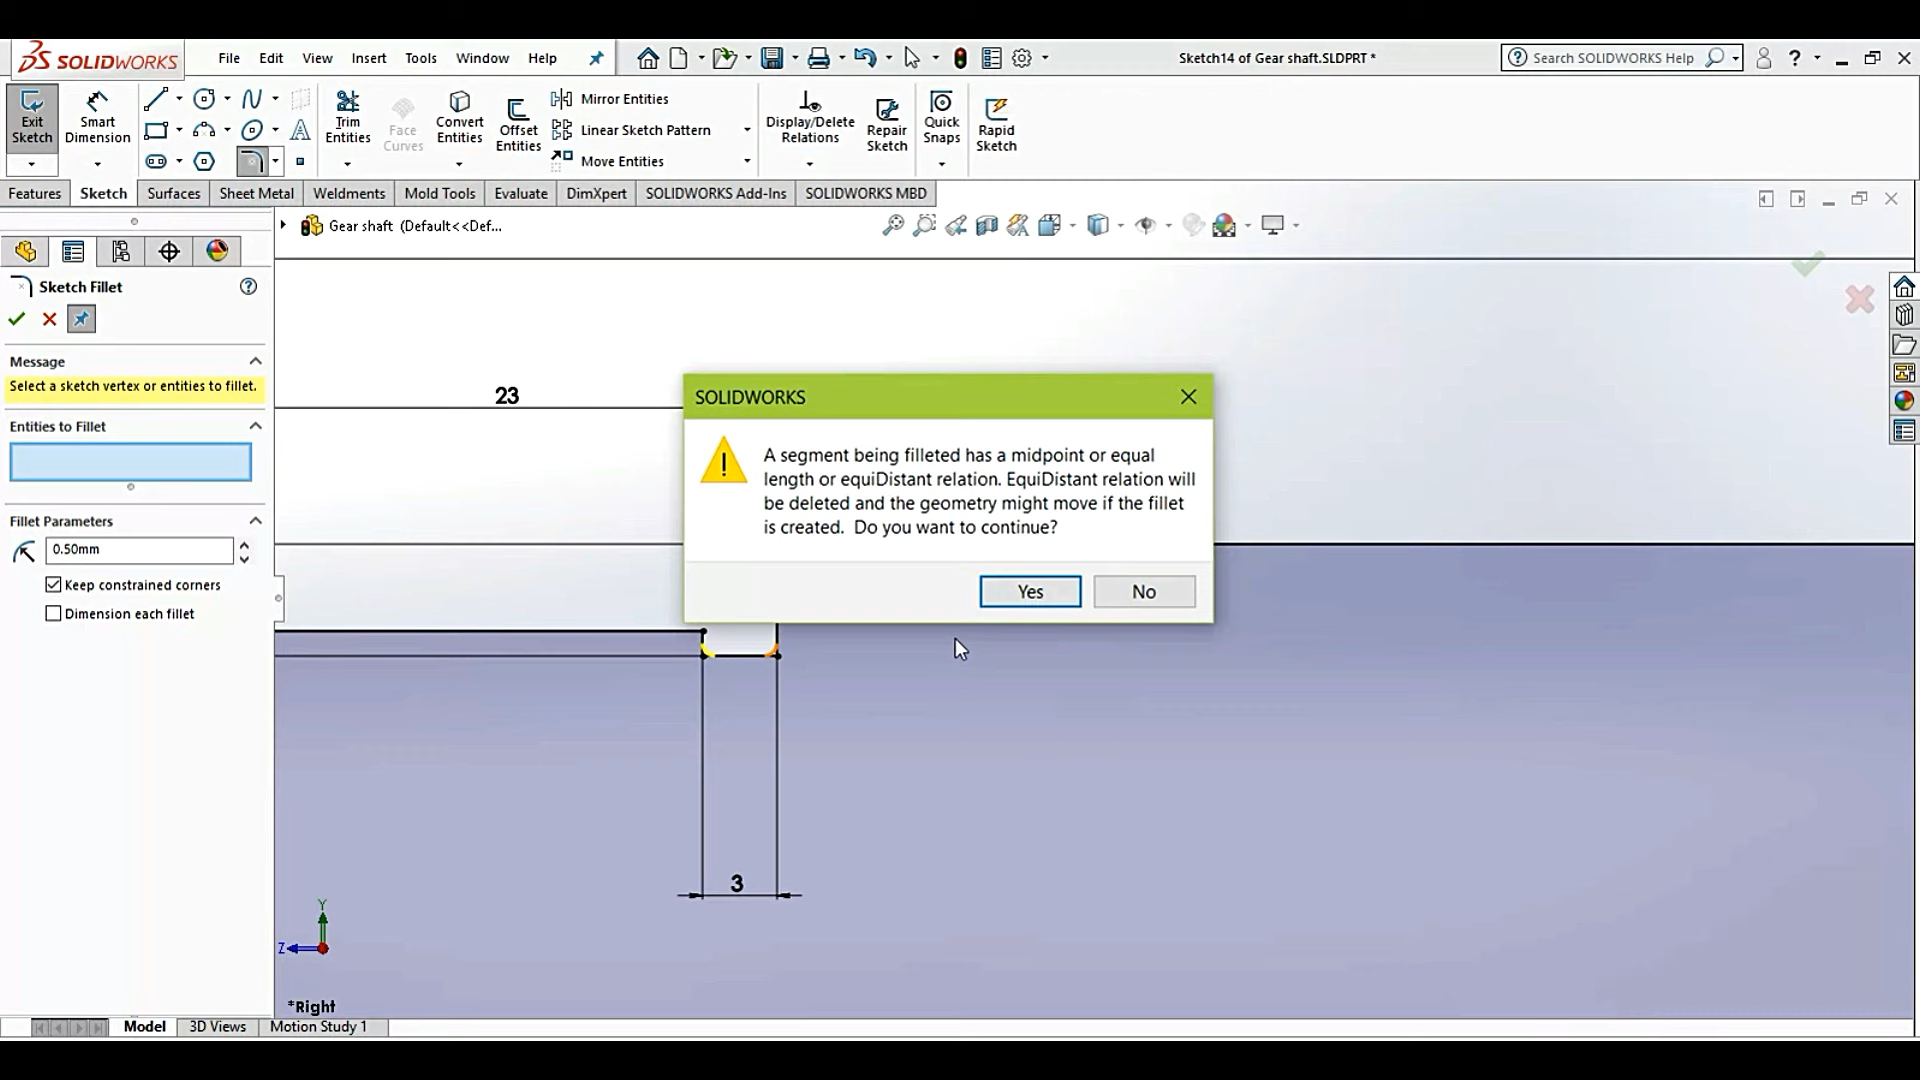 SOLIDWORKS File Edit View Insert Tools Window Help Sketch14 of Gear shaft.SLDPRT * Search SOLIDWORKS Help ?
Exit Sketch
Smart Dimension
Trim Entities
Face Curves
Convert Entities
Offset Entities
Mirror Entities
Linear Sketch Pattern
Move Entities
Display/Delete Relations
Repair Sketch
Quick Snaps
Rapid Sketch
Features Sketch Surfaces Sheet Metal Weldments Mold Tools Evaluate DimXpert SOLIDWORKS Add-Ins SOLIDWORKS MBD
Gear shaft (Default<<Def...
Sketch Fillet ?
Message
Select a sketch vertex or entities to fillet.
Entities to Fillet
Fillet Parameters
0.50mm
Keep constrained corners
Dimension each fillet
23
SOLIDWORKS
A segment being filleted has a midpoint or equal
length or equiDistant relation. EquiDistant relation will
be deleted and the geometry might move if the fillet
is created. Do you want to continue?
Yes No
3
Y
Z
*Right
Model 3D Views Motion Study 1